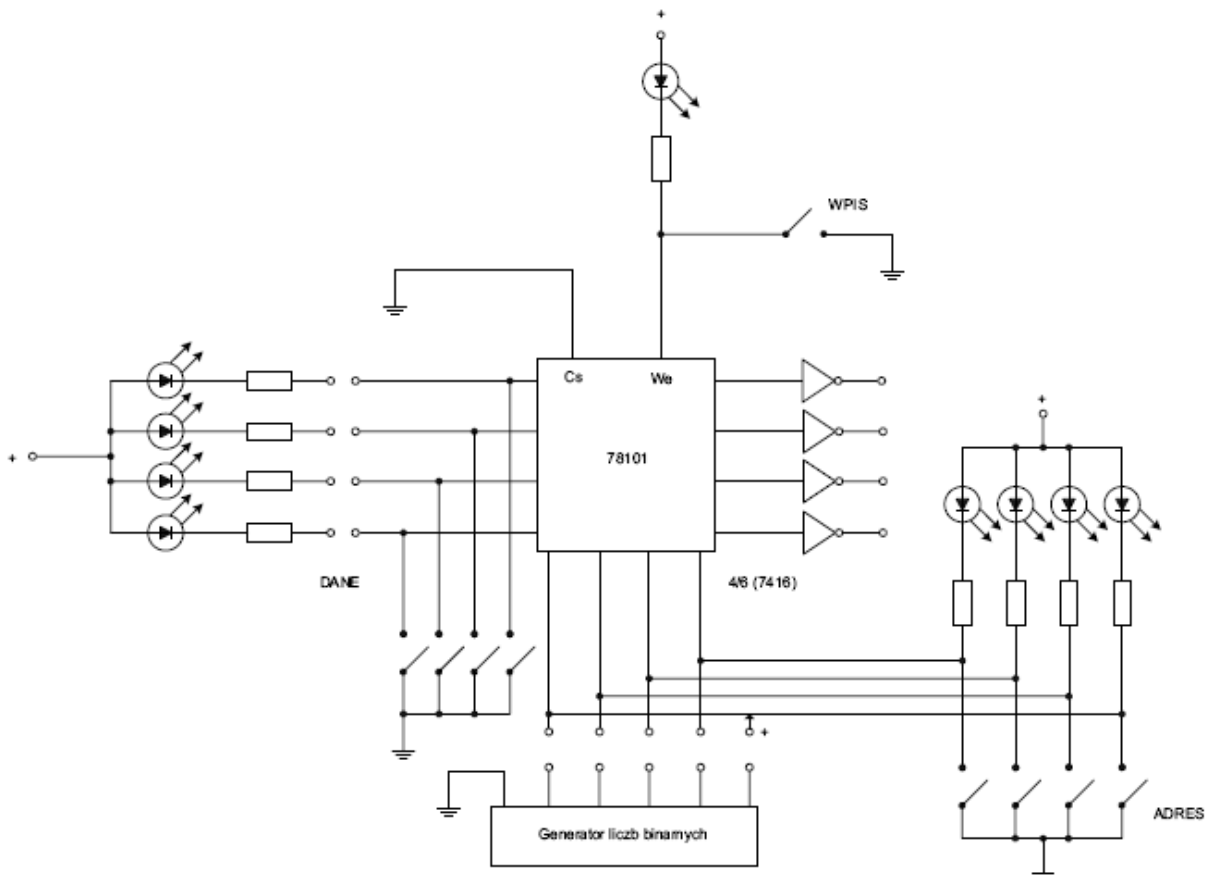 +
WPIS
Cs We
+
+
78101
DANE
4/6 (7416)
+
Generator liczb binarnych
ADRES